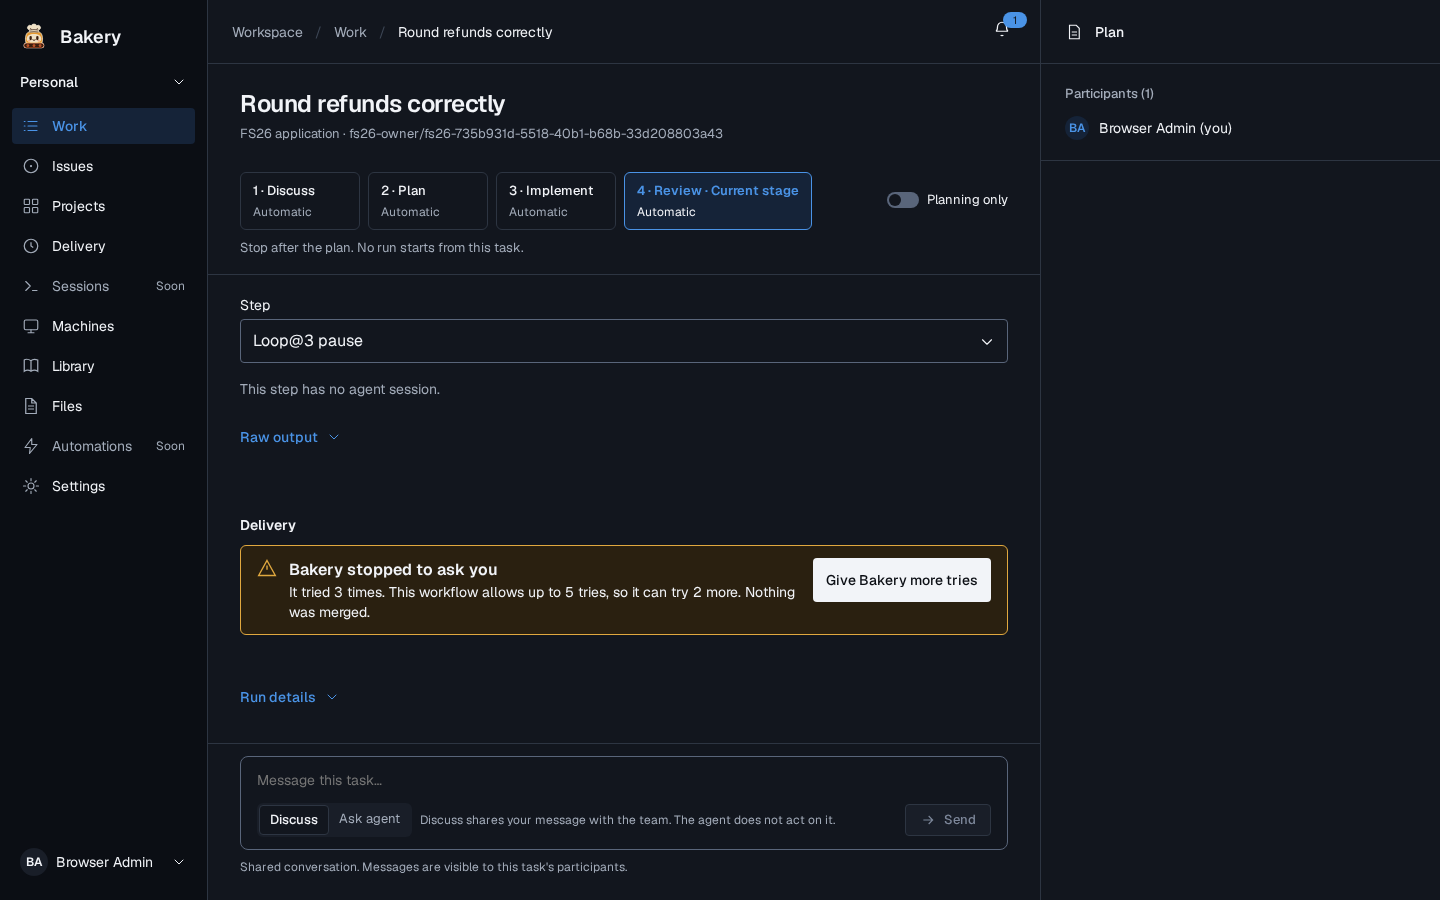 Bakery
Personal
Work
Issues
Projects
Delivery
Sessions Soon
Machines
Library
Files
Automations Soon
Settings
BA Browser Admin
Workspace / Work / Round refunds correctly
1
Round refunds correctly
FS26 application · fs26-owner/fs26-735b931d-5518-40b1-b68b-33d208803a43
1 · Discuss
Automatic
2 · Plan
Automatic
3 · Implement
Automatic
4 · Review · Current stage
Automatic
Planning only
Stop after the plan. No run starts from this task.
Step
Loop@3 pause
This step has no agent session.
Raw output
Delivery
Bakery stopped to ask you
It tried 3 times. This workflow allows up to 5 tries, so it can try 2 more. Nothing
was merged.
Give Bakery more tries
Run details
Message this task...
Discuss Ask agent Discuss shares your message with the team. The agent does not act on it.
Send
Shared conversation. Messages are visible to this task's participants.
Plan
Participants (1)
BA Browser Admin (you)